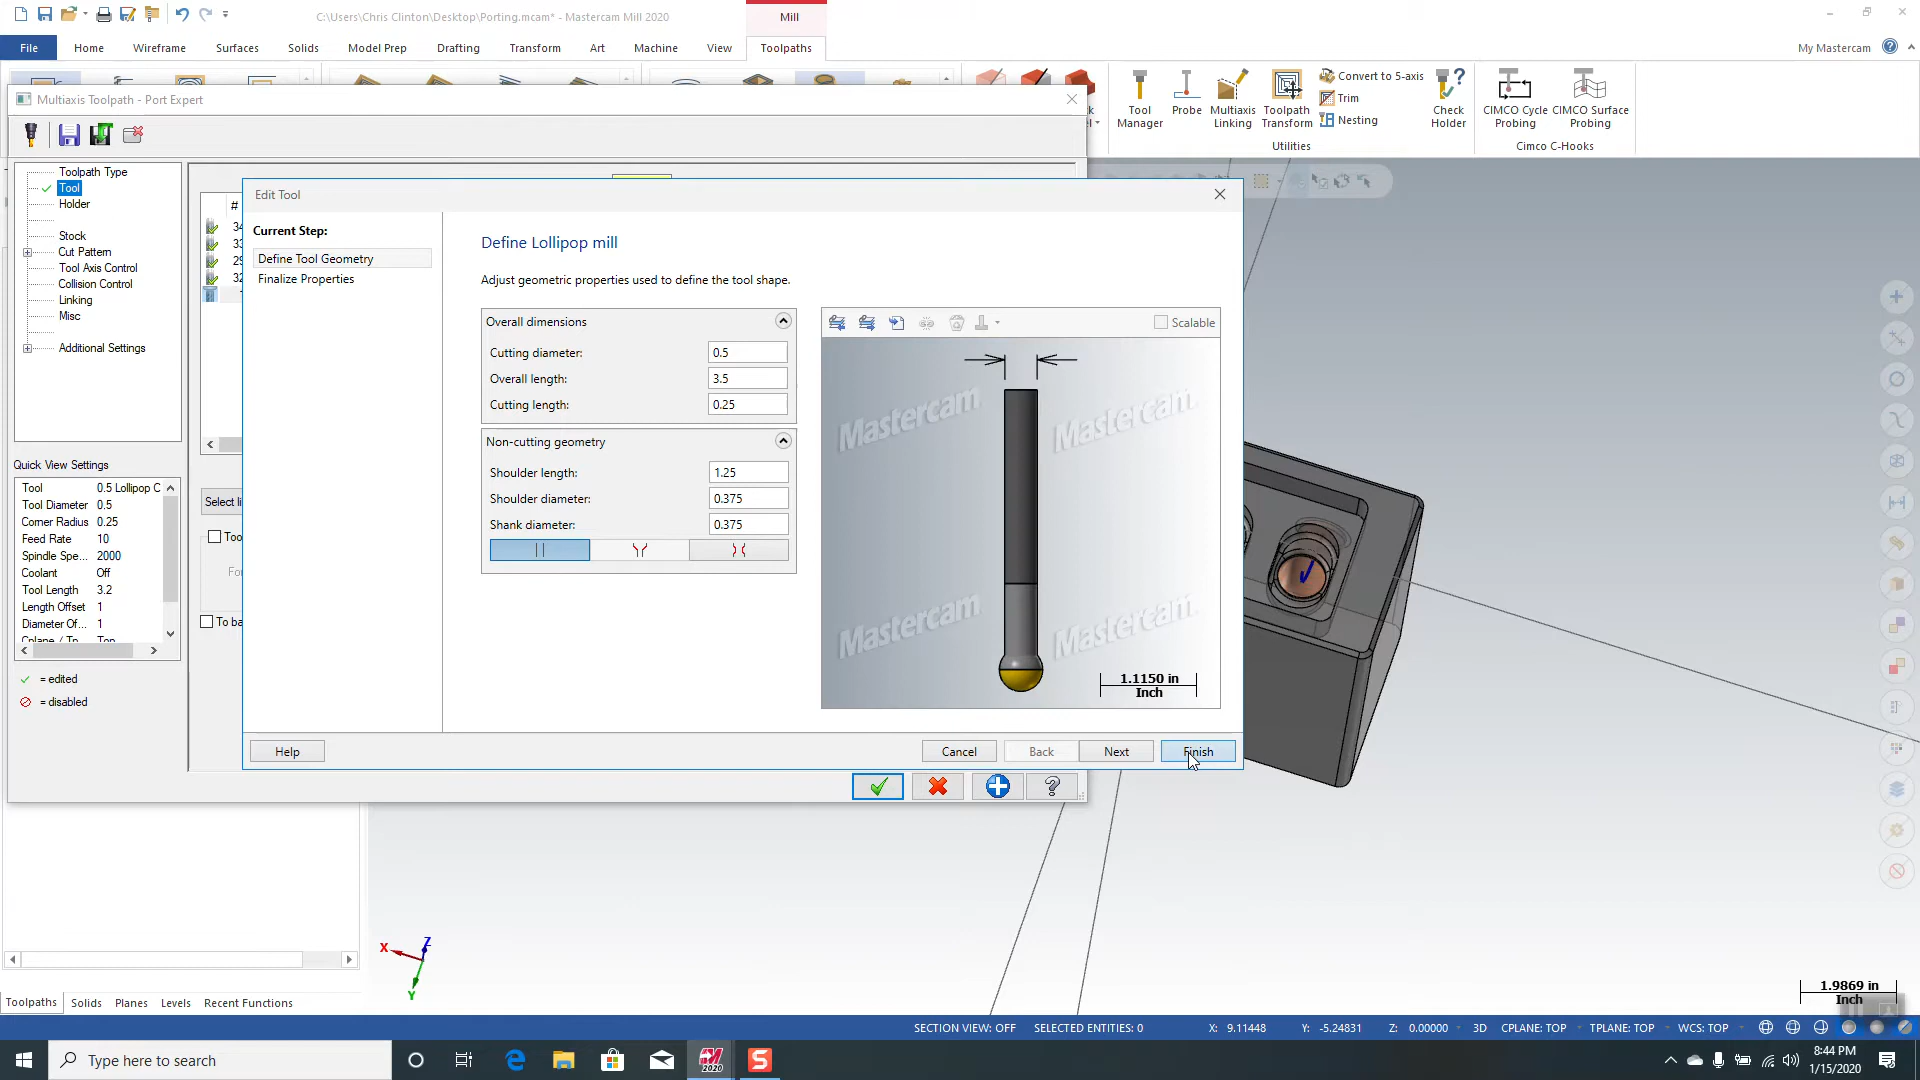 C:\Users\Chris Clinton\Desktop\Porting.mcam* - Mastercam Mill 2020
Mill
File
Home
Wireframe
Surfaces
Solids
Model Prep
Drafting
Transform
Art
Machine
View
Toolpaths
My Mastercam
Multiaxis Toolpath - Port Expert
Tool
Manager
Probe
Multiaxis
Linking
Toolpath
Transform
Convert to 5-axis
Trim
Nesting
Check
Holder
CIMCO Cycle
Probing
CIMCO Surface
Probing
Utilities
Cimco C-Hooks
Toolpath Type
Tool
Holder
Stock
Cut Pattern
Tool Axis Control
Collision Control
Linking
Misc
Additional Settings
#
Edit Tool
Current Step:
Define Tool Geometry
Finalize Properties
Define Lollipop mill
Adjust geometric properties used to define the tool shape.
Overall dimensions
Cutting diameter: 0.5
Overall length: 3.5
Cutting length: 0.25
Non-cutting geometry
Shoulder length: 1.25
Shoulder diameter: 0.375
Shank diameter: 0.375
Scalable
Mastercam
Mastercam
Mastercam
Mastercam
1.1150 in
Inch
Quick View Settings
Tool 0.5 Lollipop C
Tool Diameter 0.5
Corner Radius 0.25
Feed Rate 10
Spindle Spe... 2000
Coolant Off
Tool Length 3.2
Length Offset 1
Diameter Of... 1
Cplane / Tp... Top
= edited
= disabled
Select li
Too
To ba
Help
Cancel
Back
Next
Finish
X
Z
Y
1.9869 in
Inch
Toolpaths
Solids
Planes
Levels
Recent Functions
SECTION VIEW: OFF
SELECTED ENTITIES: 0
X: 9.11448
Y: -5.24831
Z: 0.00000
3D
CPLANE: TOP
TPLANE: TOP
WCS: TOP
Type here to search
2020
8:44 PM
1/15/2020